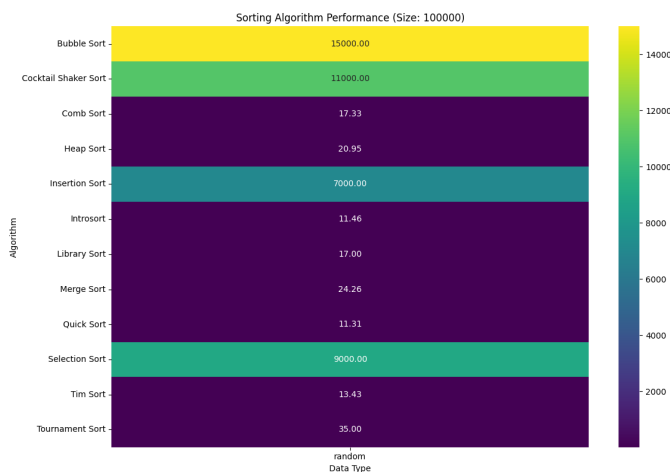 Sorting Algorithm Performance (Size: 100000)
Bubble Sort 15000.00
Cocktail Shaker Sort 11000.00
Comb Sort 17.33
Heap Sort 20.95
Insertion Sort 7000.00
Introsort 11.46
Library Sort 17.00
Merge Sort 24.26
Quick Sort 11.31
Selection Sort 9000.00
Tim Sort 13.43
Tournament Sort 35.00
Algorithm
random
Data Type
14000
12000
10000
8000
6000
4000
2000